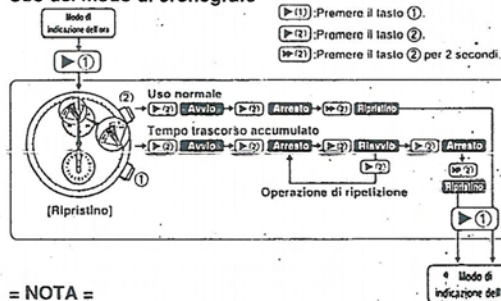 Uso del modo di cronografo
▶(1):Premere il tasto ①.
▶(2):Premere il tasto ②.
▶▶(2):Premere il tasto ② per 2 secondi.
Modo di
indicazione dell'ora
▶①
(2)
Uso normale
▶(2) Avvio ▶(2) Arresto ▶▶(2) Ripristino
Tempo trascorso accumulato
▶(2) Avvio ▶(2) Arresto ▶(2) Riavvio ▶(2) Arresto
▶(2)
▶▶(2)
Operazione di ripetizione
Ripristino
①
[Ripristino]
▶①
Modo di
indicazione dell
= NOTA =